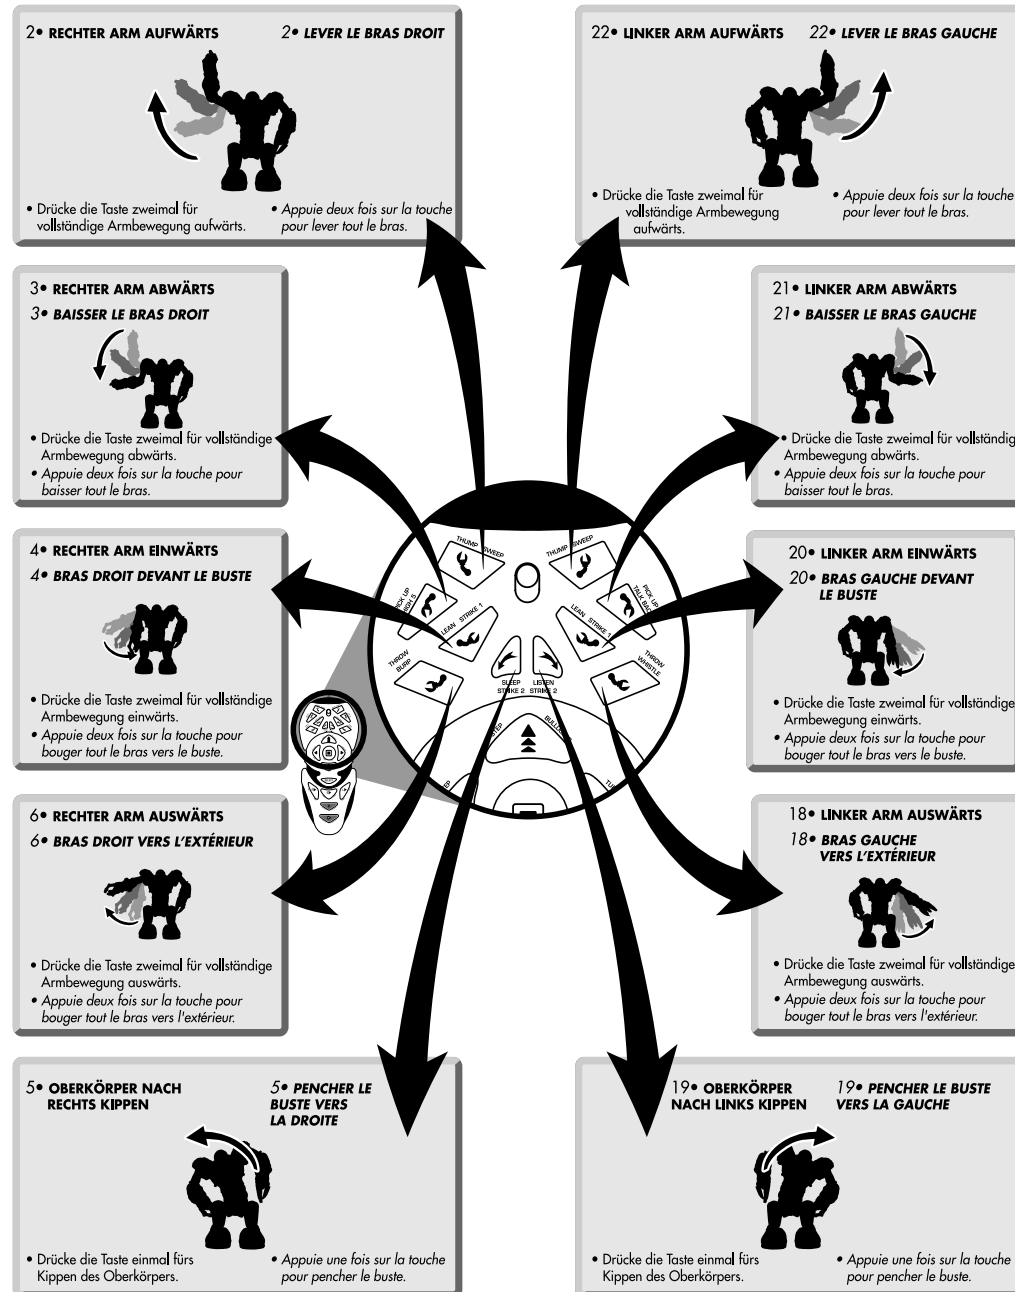 2• RECHTER ARM AUFWÄRTS
2• LEVER LE BRAS DROIT
• Drücke die Taste zweimal für
vollständige Armbewegung aufwärts.
• Appuie deux fois sur la touche
pour lever tout le bras.
22• LINKER ARM AUFWÄRTS
22• LEVER LE BRAS GAUCHE
• Drücke die Taste zweimal für
vollständige Armbewegung
aufwärts.
• Appuie deux fois sur la touche
pour lever tout le bras.
3• RECHTER ARM ABWÄRTS
3• BAISSER LE BRAS DROIT
• Drücke die Taste zweimal für vollständige
Armbewegung abwärts.
• Appuie deux fois sur la touche pour
baisser tout le bras.
21• LINKER ARM ABWÄRTS
21• BAISSER LE BRAS GAUCHE
• Drücke die Taste zweimal für vollständig
Armbewegung abwärts.
• Appuie deux fois sur la touche pour
baisser tout le bras.
4• RECHTER ARM EINWÄRTS
4• BRAS DROIT DEVANT LE BUSTE
• Drücke die Taste zweimal für vollständige
Armbewegung einwärts.
• Appuie deux fois sur la touche pour
bouger tout le bras vers le buste.
20• LINKER ARM EINWÄRTS
20• BRAS GAUCHE DEVANT
LE BUSTE
• Drücke die Taste zweimal für vollständige
Armbewegung einwärts.
• Appuie deux fois sur la touche pour
bouger tout le bras vers le buste.
THUMP SWEEP
THUMP SWEEP
PICK UP
HIGH 5
PICK UP
TALK BACK
LEAN STRIKE 1
LEAN STRIKE 1
THROW
BURP
THROW
WHISTLE
SLEEP
STRIKE 2
LISTEN
STRIKE 2
6• RECHTER ARM AUSWÄRTS
6• BRAS DROIT VERS L'EXTÉRIEUR
• Drücke die Taste zweimal für vollständige
Armbewegung auswärts.
• Appuie deux fois sur la touche pour
bouger tout le bras vers l'extérieur.
18• LINKER ARM AUSWÄRTS
18• BRAS GAUCHE
VERS L'EXTÉRIEUR
• Drücke die Taste zweimal für vollständige
Armbewegung auswärts.
• Appuie deux fois sur la touche pour
bouger tout le bras vers l'extérieur.
5• OBERKÖRPER NACH
RECHTS KIPPEN
5• PENCHER LE
BUSTE VERS
LA DROITE
• Drücke die Taste einmal fürs
Kippen des Oberkörpers.
• Appuie une fois sur la touche
pour pencher le buste.
19• OBERKÖRPER
NACH LINKS KIPPEN
19• PENCHER LE BUSTE
VERS LA GAUCHE
• Drücke die Taste einmal fürs
Kippen des Oberkörpers.
• Appuie une fois sur la touche
pour pencher le buste.